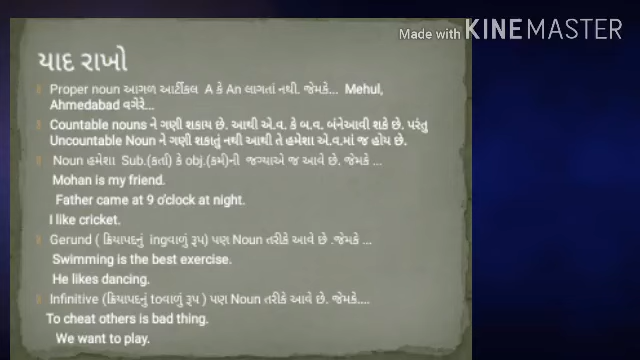 Made with KINEMASTER
યાદ રાખો
Proper noun આગળ આર્ટીકલ A કે An લાગતાં નથી. જેમકે... Mehul,
Ahmedabad વગેરે...
Countable nouns ને ગણી શકાય છે. આથી એ.વ. કે બ.વ. બંનેઆવી શકે છે. પરંતુ
Uncountable Noun ને ગણી શકાતું નથી આથી તે હમેશા એ.વ.માં જ હોય છે.
Noun હમેશા Sub.(કર્તા) કે obj.(કર્મ)ની જગ્યાએ જ આવે છે. જેમકે ...
Mohan is my friend.
Father came at 9 o'clock at night.
I like cricket.
Gerund ( ક્રિયાપદનું ingવાળું રૂપ) પણ Noun તરીકે આવે છે .જેમકે ...
Swimming is the best exercise.
He likes dancing.
Infinitive (ક્રિયાપદનું toવાળું રૂપ ) પણ Noun તરીકે આવે છે. જેમકે....
To cheat others is bad thing.
We want to play.